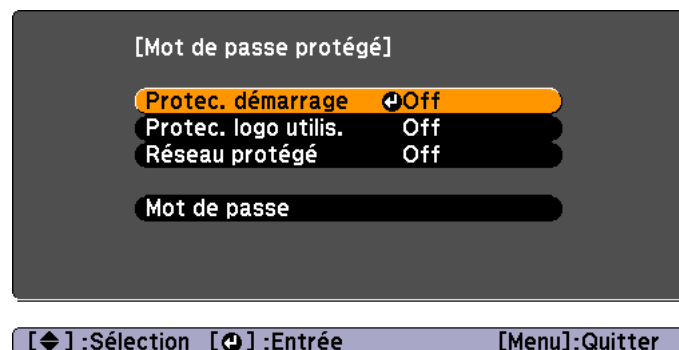 [Mot de passe protégé]
Protec. démarrage Off
Protec. logo utilis. Off
Réseau protégé Off
Mot de passe
[ ] :Sélection [ ] :Entrée [Menu]:Quitter